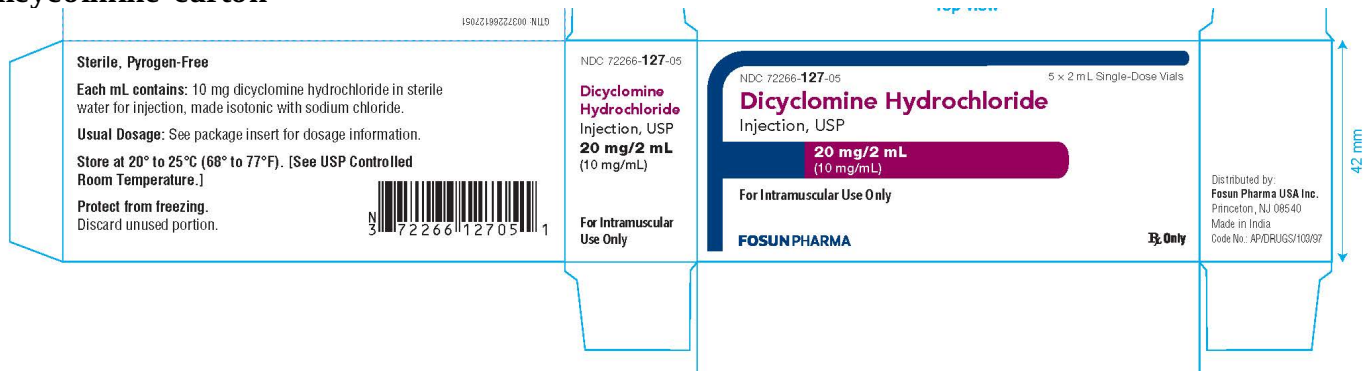 GTIN: 00372266127051
Sterile, Pyrogen-Free
Each mL contains: 10 mg dicyclomine hydrochloride in sterile
water for injection, made isotonic with sodium chloride.
Usual Dosage: See package insert for dosage information.
Store at 20° to 25°C (68° to 77°F). [See USP Controlled
Room Temperature.]
Protect from freezing.
Discard unused portion.
N
3 72266 12705 1
NDC 72266-127-05
Dicyclomine
Hydrochloride
Injection, USP
20 mg/2 mL
(10 mg/mL)
For Intramuscular
Use Only
NDC 72266-127-05
5 × 2 mL Single-Dose Vials
Dicyclomine Hydrochloride
Injection, USP
20 mg/2 mL
(10 mg/mL)
For Intramuscular Use Only
FOSUN PHARMA
℞ Only
Distributed by:
Fosun Pharma USA Inc.
Princeton, NJ 08540
Made in India
Code No.: AP/DRUGS/103/97
42 mm